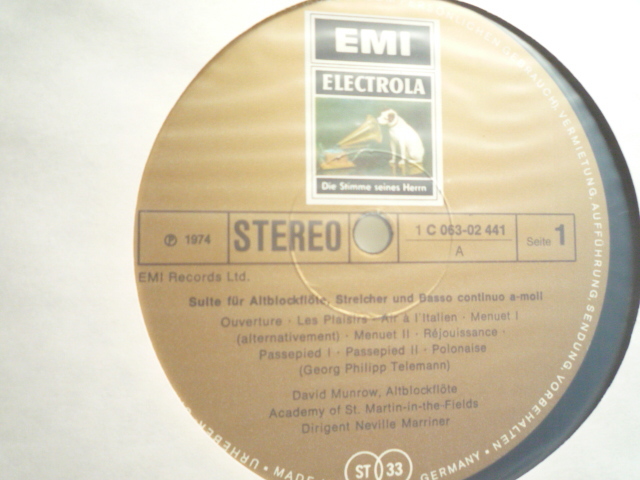 EMI
ELECTROLA
Die Stimme seines Herrn
℗ 1974
STEREO
1 C 063-02 441
A
Seite 1
EMI Records Ltd.
Suite für Altblockflöte, Streicher und Basso continuo a-moll
Ouverture · Les Plaisirs · Air à l'Italien · Menuet I
(alternativement) · Menuet II · Réjouissance ·
Passepied I · Passepied II · Polonaise
(Georg Philipp Telemann)
David Munrow, Altblockflöte
Academy of St. Martin-in-the-Fields
Dirigent Neville Marriner
ST 33
VERMIETUNG, AUFFÜHRUNG, SENDUNG, VORBEHALTEN
GERMANY •
• MADE